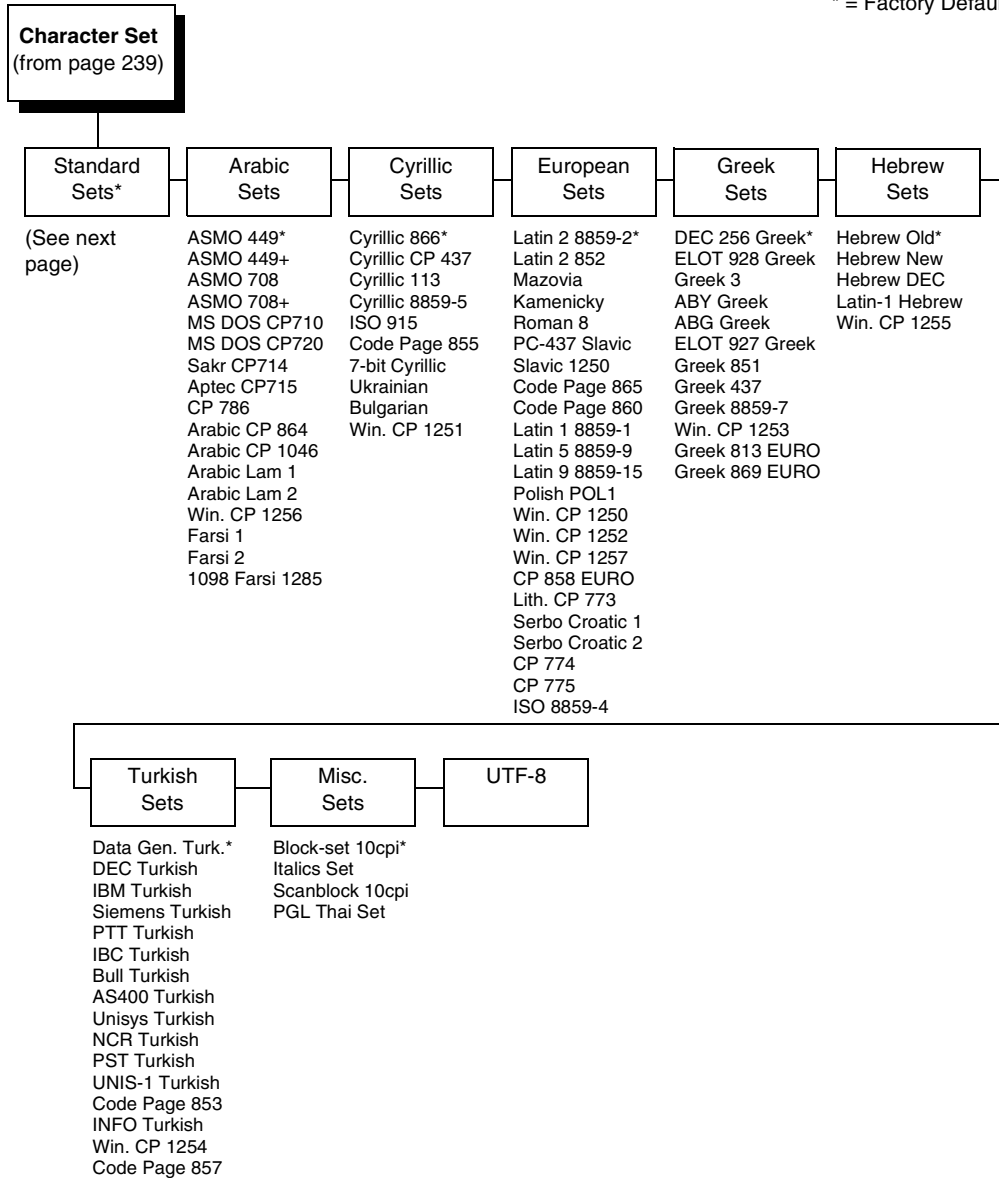 * = Factory Defaul
Character Set
(from page 239)
Standard
Sets*
Arabic
Sets
Cyrillic
Sets
European
Sets
Greek
Sets
Hebrew
Sets
(See next
page)
ASMO 449*
ASMO 449+
ASMO 708
ASMO 708+
MS DOS CP710
MS DOS CP720
Sakr CP714
Aptec CP715
CP 786
Arabic CP 864
Arabic CP 1046
Arabic Lam 1
Arabic Lam 2
Win. CP 1256
Farsi 1
Farsi 2
1098 Farsi 1285
Cyrillic 866*
Cyrillic CP 437
Cyrillic 113
Cyrillic 8859-5
ISO 915
Code Page 855
7-bit Cyrillic
Ukrainian
Bulgarian
Win. CP 1251
Latin 2 8859-2*
Latin 2 852
Mazovia
Kamenicky
Roman 8
PC-437 Slavic
Slavic 1250
Code Page 865
Code Page 860
Latin 1 8859-1
Latin 5 8859-9
Latin 9 8859-15
Polish POL1
Win. CP 1250
Win. CP 1252
Win. CP 1257
CP 858 EURO
Lith. CP 773
Serbo Croatic 1
Serbo Croatic 2
CP 774
CP 775
ISO 8859-4
DEC 256 Greek*
ELOT 928 Greek
Greek 3
ABY Greek
ABG Greek
ELOT 927 Greek
Greek 851
Greek 437
Greek 8859-7
Win. CP 1253
Greek 813 EURO
Greek 869 EURO
Hebrew Old*
Hebrew New
Hebrew DEC
Latin-1 Hebrew
Win. CP 1255
Turkish
Sets
Misc.
Sets
UTF-8
Data Gen. Turk.*
DEC Turkish
IBM Turkish
Siemens Turkish
PTT Turkish
IBC Turkish
Bull Turkish
AS400 Turkish
Unisys Turkish
NCR Turkish
PST Turkish
UNIS-1 Turkish
Code Page 853
INFO Turkish
Win. CP 1254
Code Page 857
Block-set 10cpi*
Italics Set
Scanblock 10cpi
PGL Thai Set